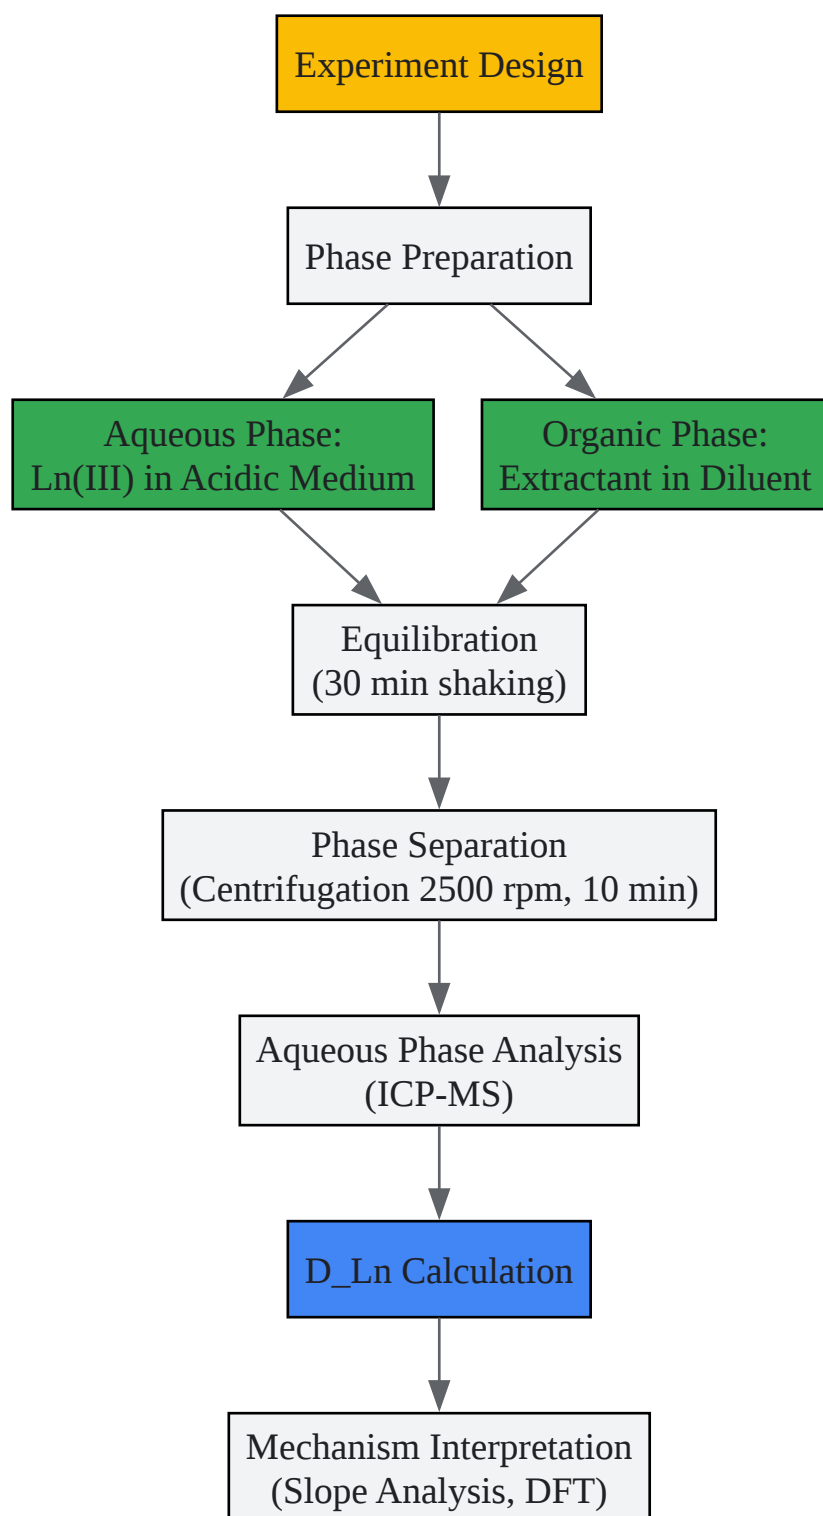 Experiment Design
Phase Preparation
Aqueous Phase:
Ln(III) in Acidic Medium
Organic Phase:
Extractant in Diluent
Equilibration
(30 min shaking)
Phase Separation
(Centrifugation 2500 rpm, 10 min)
Aqueous Phase Analysis
(ICP-MS)
D_Ln Calculation
Mechanism Interpretation
(Slope Analysis, DFT)